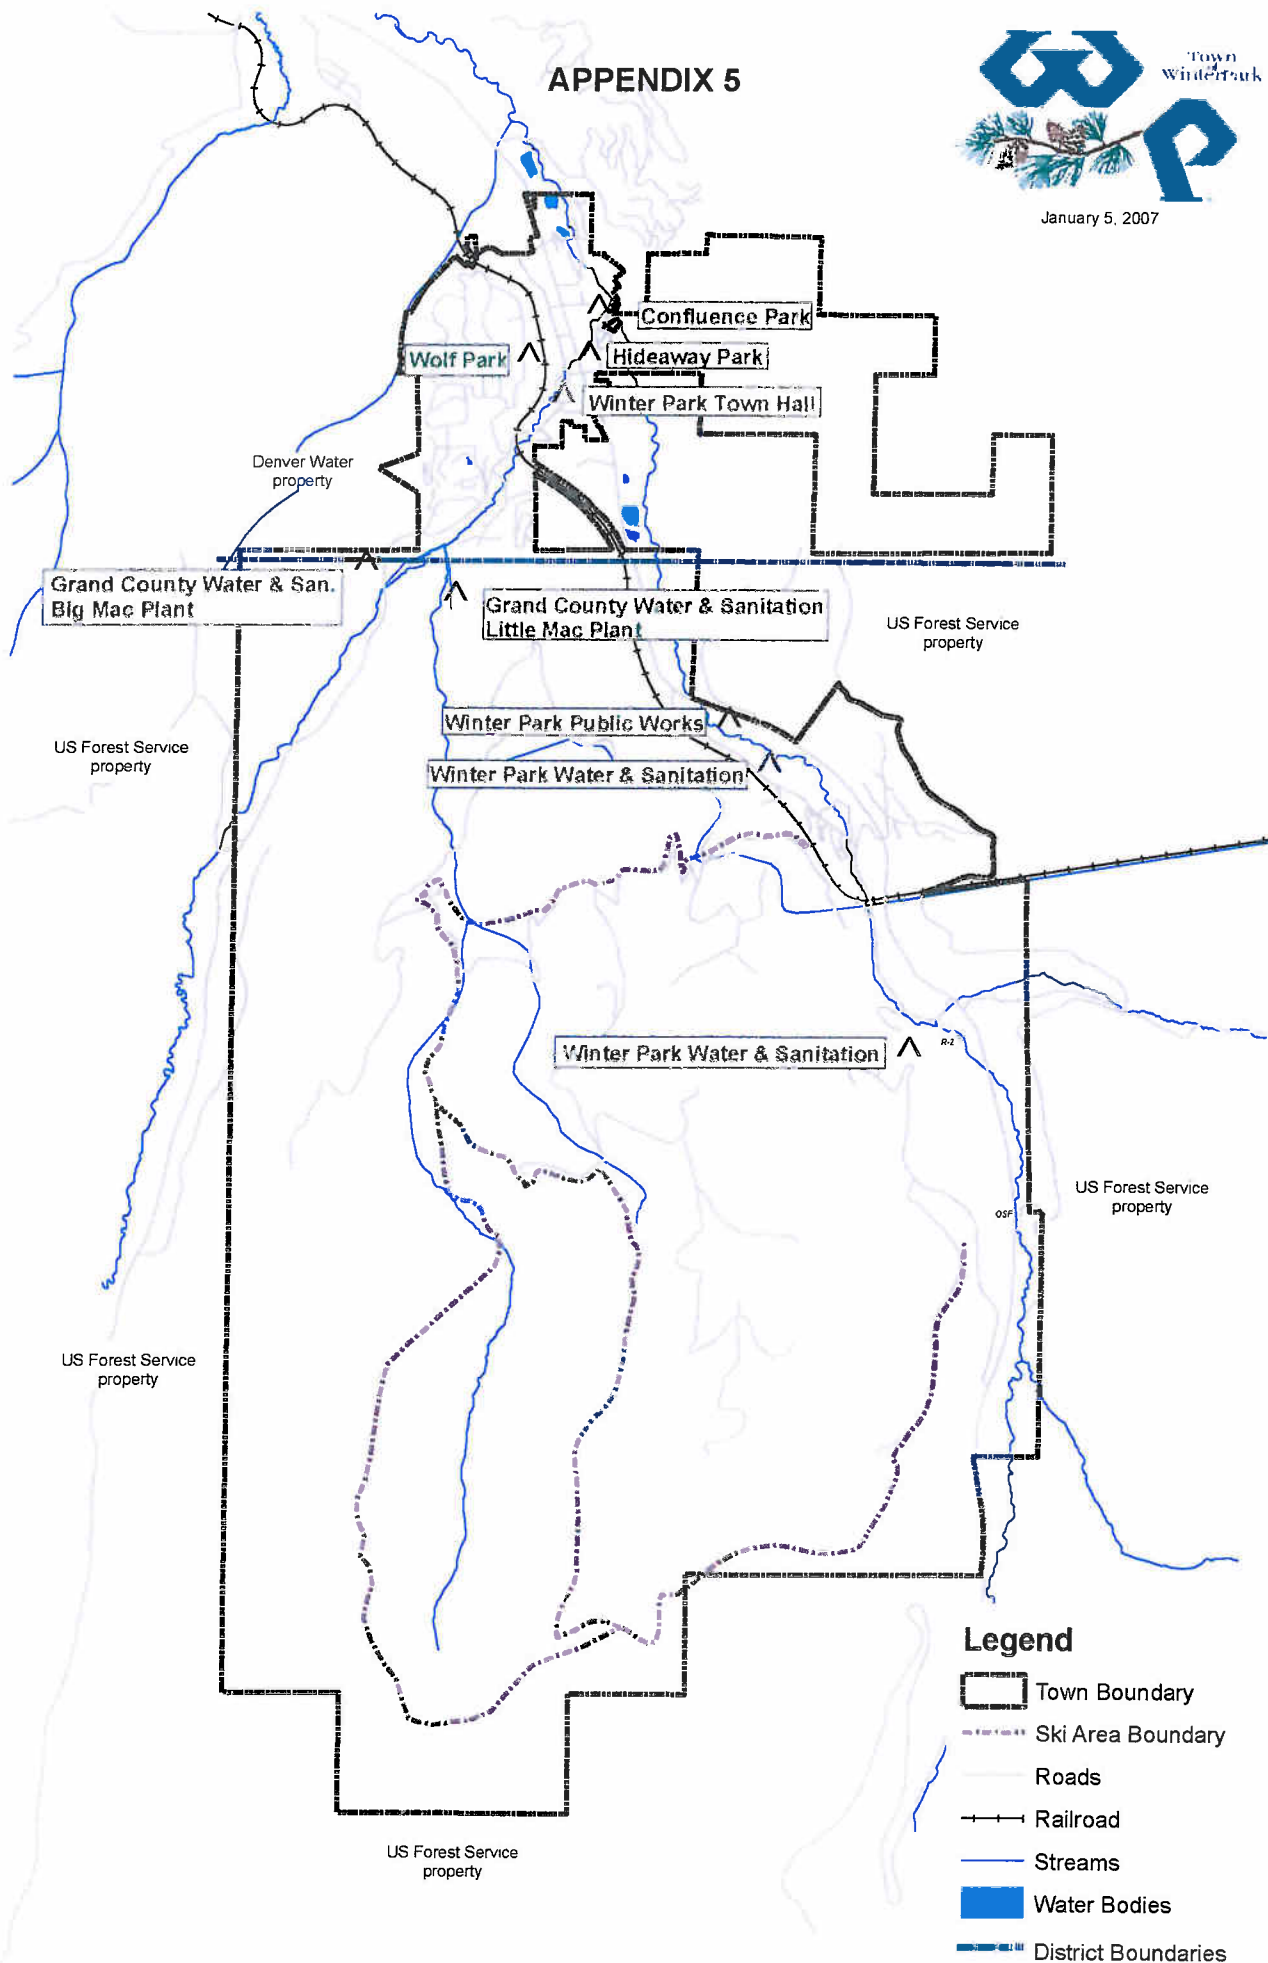 APPENDIX 5
Town
of
WinterPark
January 5, 2007
Confluence Park
Wolf Park
Hideaway Park
Winter Park Town Hall
Denver Water
property
Grand County Water & San.
Big Mac Plant
Grand County Water & Sanitation
Little Mac Plant
US Forest Service
property
Winter Park Public Works
US Forest Service
property
Winter Park Water & Sanitation
Winter Park Water & Sanitation
R-2
US Forest Service
property
OSF
US Forest Service
property
Legend
Town Boundary
Ski Area Boundary
Roads
Railroad
US Forest Service
property
Streams
Water Bodies
District Boundaries